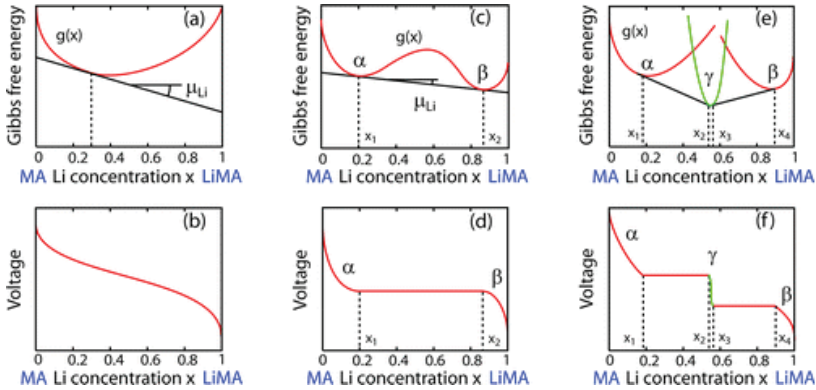 (a)
Gibbs free energy
g(x)
μLi
0 0.2 0.4 0.6 0.8 1
MA Li concentration x LiMA
(c)
Gibbs free energy
α
g(x)
β
μLi
x1
x2
0 0.2 0.4 0.6 0.8 1
MA Li concentration x LiMA
(e)
Gibbs free energy
g(x)
α
γ
β
x1
x2
x3
x4
0 0.2 0.4 0.6 0.8 1
MA Li concentration x LiMA
(b)
Voltage
0 0.2 0.4 0.6 0.8 1
MA Li concentration x LiMA
(d)
Voltage
α
β
x1
x2
0 0.2 0.4 0.6 0.8 1
MA Li concentration x LiMA
(f)
Voltage
α
γ
β
x1
x2
x3
x4
0 0.2 0.4 0.6 0.8 1
MA Li concentration x LiMA